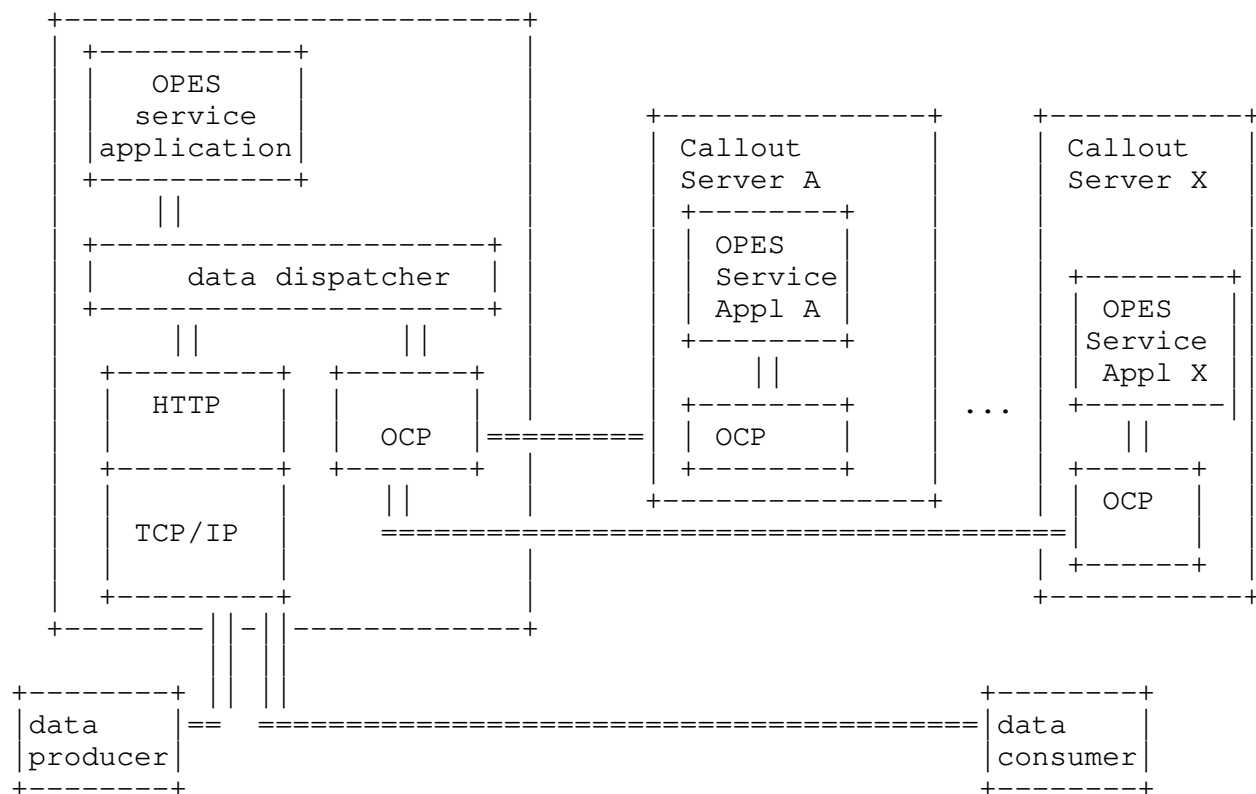 OPES
service
application
data dispatcher
HTTP
OCP
TCP/IP
Callout
Server A
OPES
Service
Appl A
OCP
...
Callout
Server X
OPES
Service
Appl X
OCP
data
producer
data
consumer